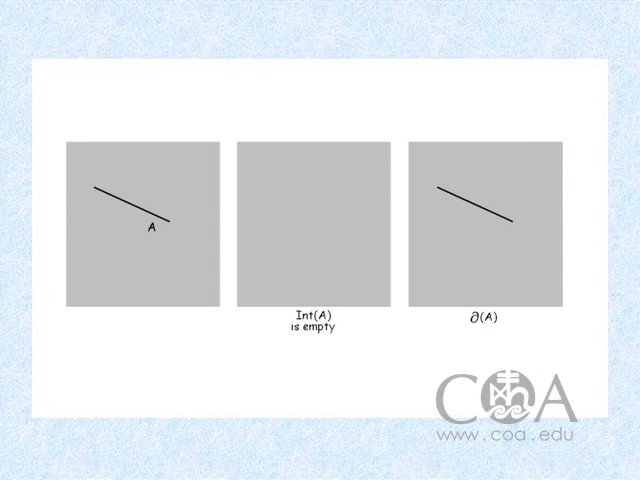 A
Int(A)
is empty
∂(A)
COA
www.coa.edu